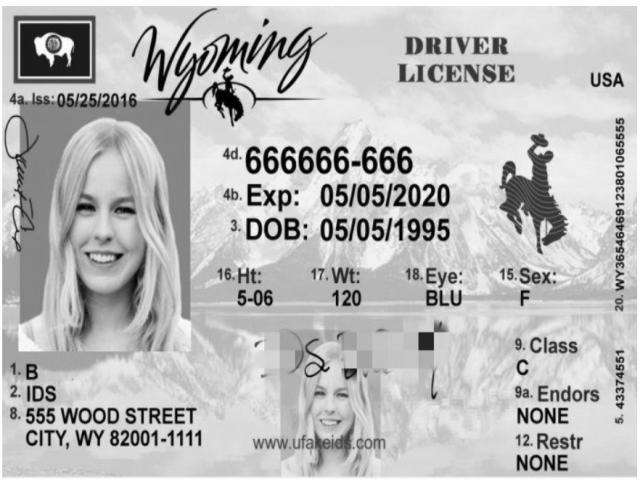 Wyoming
DRIVER
LICENSE
USA
4a. Iss: 05/25/2016
4d. 666666-666
4b. Exp: 05/05/2020
3. DOB: 05/05/1995
16. Ht: 17. Wt: 18. Eye: 15. Sex:
5-06 120 BLU F
1. B
2. IDS
8. 555 WOOD STREET
CITY, WY 82001-1111
www.ufakeids.com
9. Class
C
9a. Endors
NONE
12. Restr
NONE
20. WY3654646912380106555
5. 43374551